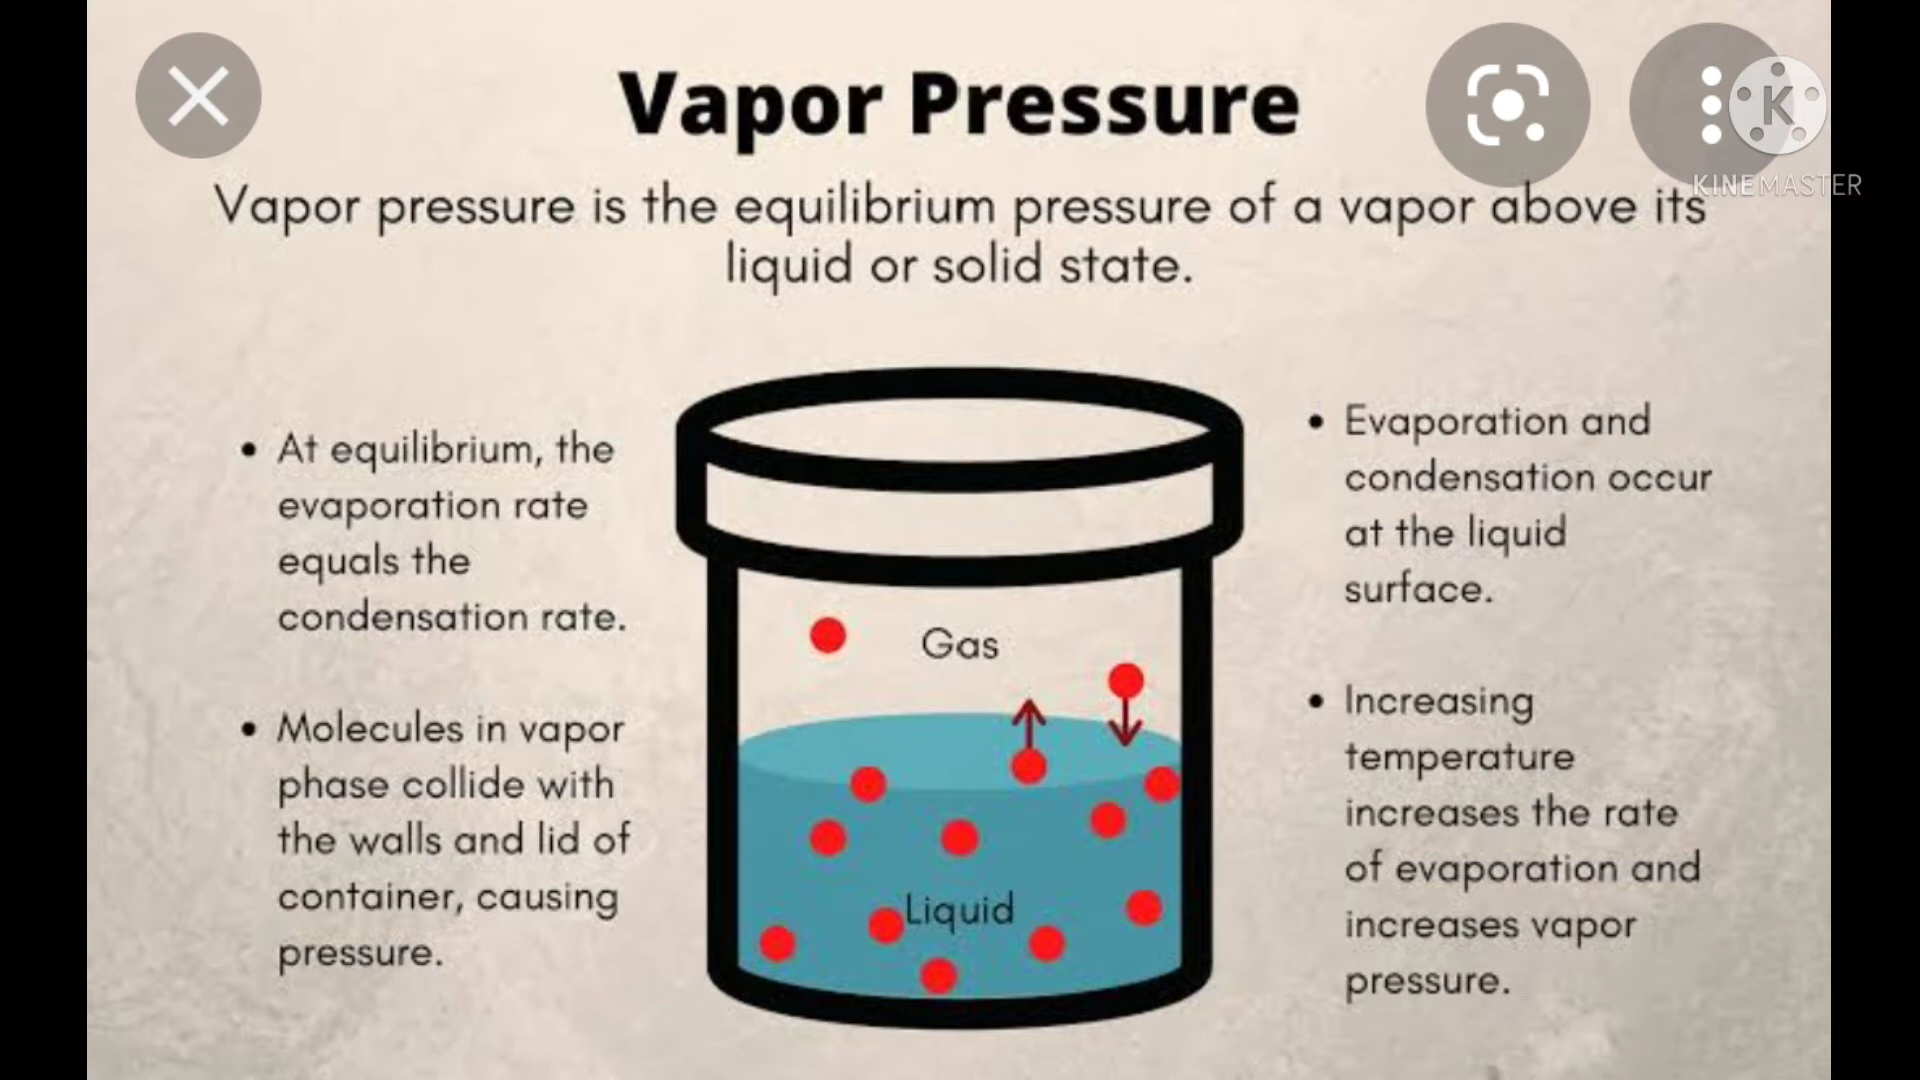 Vapor Pressure
K
KINEMASTER
Vapor pressure is the equilibrium pressure of a vapor above its
liquid or solid state.
• At equilibrium, the
evaporation rate
equals the
condensation rate.
• Molecules in vapor
phase collide with
the walls and lid of
container, causing
pressure.
Gas
Liquid
• Evaporation and
condensation occur
at the liquid
surface.
• Increasing
temperature
increases the rate
of evaporation and
increases vapor
pressure.